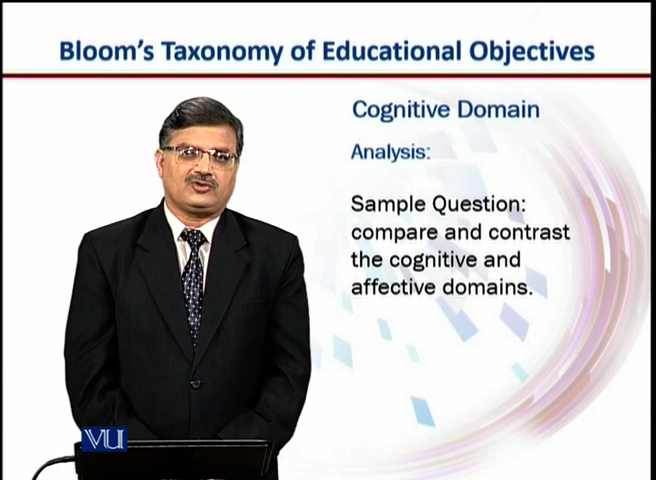 Bloom's Taxonomy of Educational Objectives
Cognitive Domain
Analysis:
Sample Question:
compare and contrast
the cognitive and
affective domains.
VU